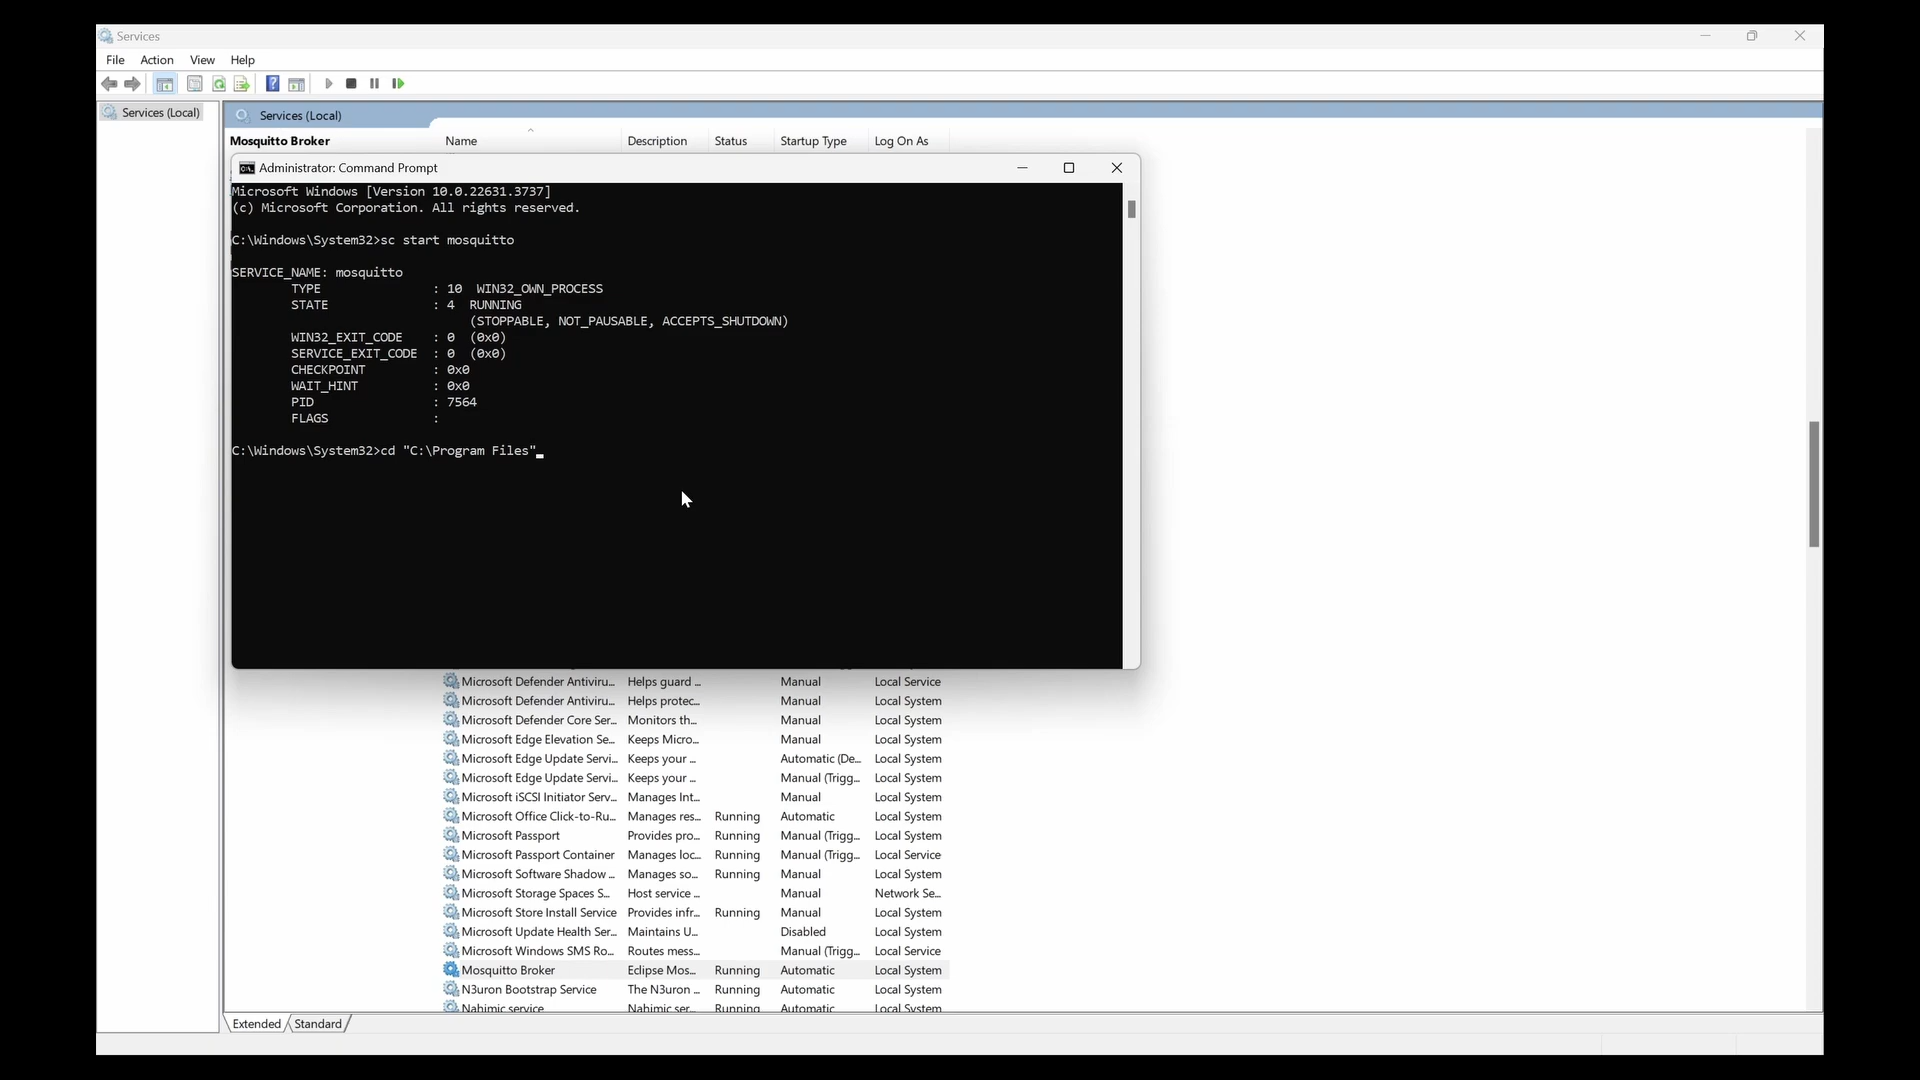 Services
File Action View Help
Services (Local)
Services (Local)
Mosquitto Broker
Name Description Status Startup Type Log On As
Administrator: Command Prompt
Microsoft Windows [Version 10.0.22631.3737]
(c) Microsoft Corporation. All rights reserved.
C:\Windows\System32>sc start mosquitto
SERVICE_NAME: mosquitto
TYPE : 10 WIN32_OWN_PROCESS
STATE : 4 RUNNING
(STOPPABLE, NOT_PAUSABLE, ACCEPTS_SHUTDOWN)
WIN32_EXIT_CODE : 0 (0x0)
SERVICE_EXIT_CODE : 0 (0x0)
CHECKPOINT : 0x0
WAIT_HINT : 0x0
PID : 7564
FLAGS :
C:\Windows\System32>cd "C:\Program Files"_
Microsoft Defender Antiviru... Helps guard ... Manual Local Service
Microsoft Defender Antiviru... Helps protec... Manual Local System
Microsoft Defender Core Ser... Monitors th... Manual Local System
Microsoft Edge Elevation Se... Keeps Micro... Manual Local System
Microsoft Edge Update Servi... Keeps your ... Automatic (De... Local System
Microsoft Edge Update Servi... Keeps your ... Manual (Trigg... Local System
Microsoft iSCSI Initiator Serv... Manages Int... Manual Local System
Microsoft Office Click-to-Ru... Manages res... Running Automatic Local System
Microsoft Passport Provides pro... Running Manual (Trigg... Local System
Microsoft Passport Container Manages loc... Running Manual (Trigg... Local Service
Microsoft Software Shadow ... Manages so... Running Manual Local System
Microsoft Storage Spaces S... Host service ... Manual Network Se...
Microsoft Store Install Service Provides infr... Running Manual Local System
Microsoft Update Health Ser... Maintains U... Disabled Local System
Microsoft Windows SMS Ro... Routes mess... Manual (Trigg... Local Service
Mosquitto Broker Eclipse Mos... Running Automatic Local System
N3uron Bootstrap Service The N3uron ... Running Automatic Local System
Nahimic service Nahimic ser... Running Automatic Local System
Extended Standard